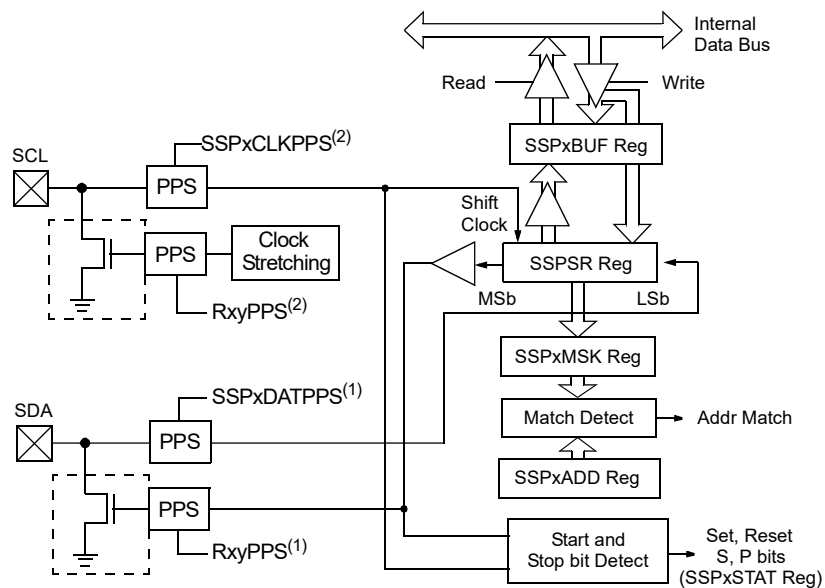 Internal
Data Bus
Read
Write
SSPxCLKPPS(2)
SSPxBUF Reg
SCL
PPS
Shift
Clock
PPS
Clock
Stretching
SSPSR Reg
MSb
LSb
RxyPPS(2)
SSPxMSK Reg
SSPxDATPPS(1)
SDA
PPS
Match Detect
Addr Match
SSPxADD Reg
PPS
RxyPPS(1)
Start and
Stop bit Detect
Set, Reset
S, P bits
(SSPxSTAT Reg)